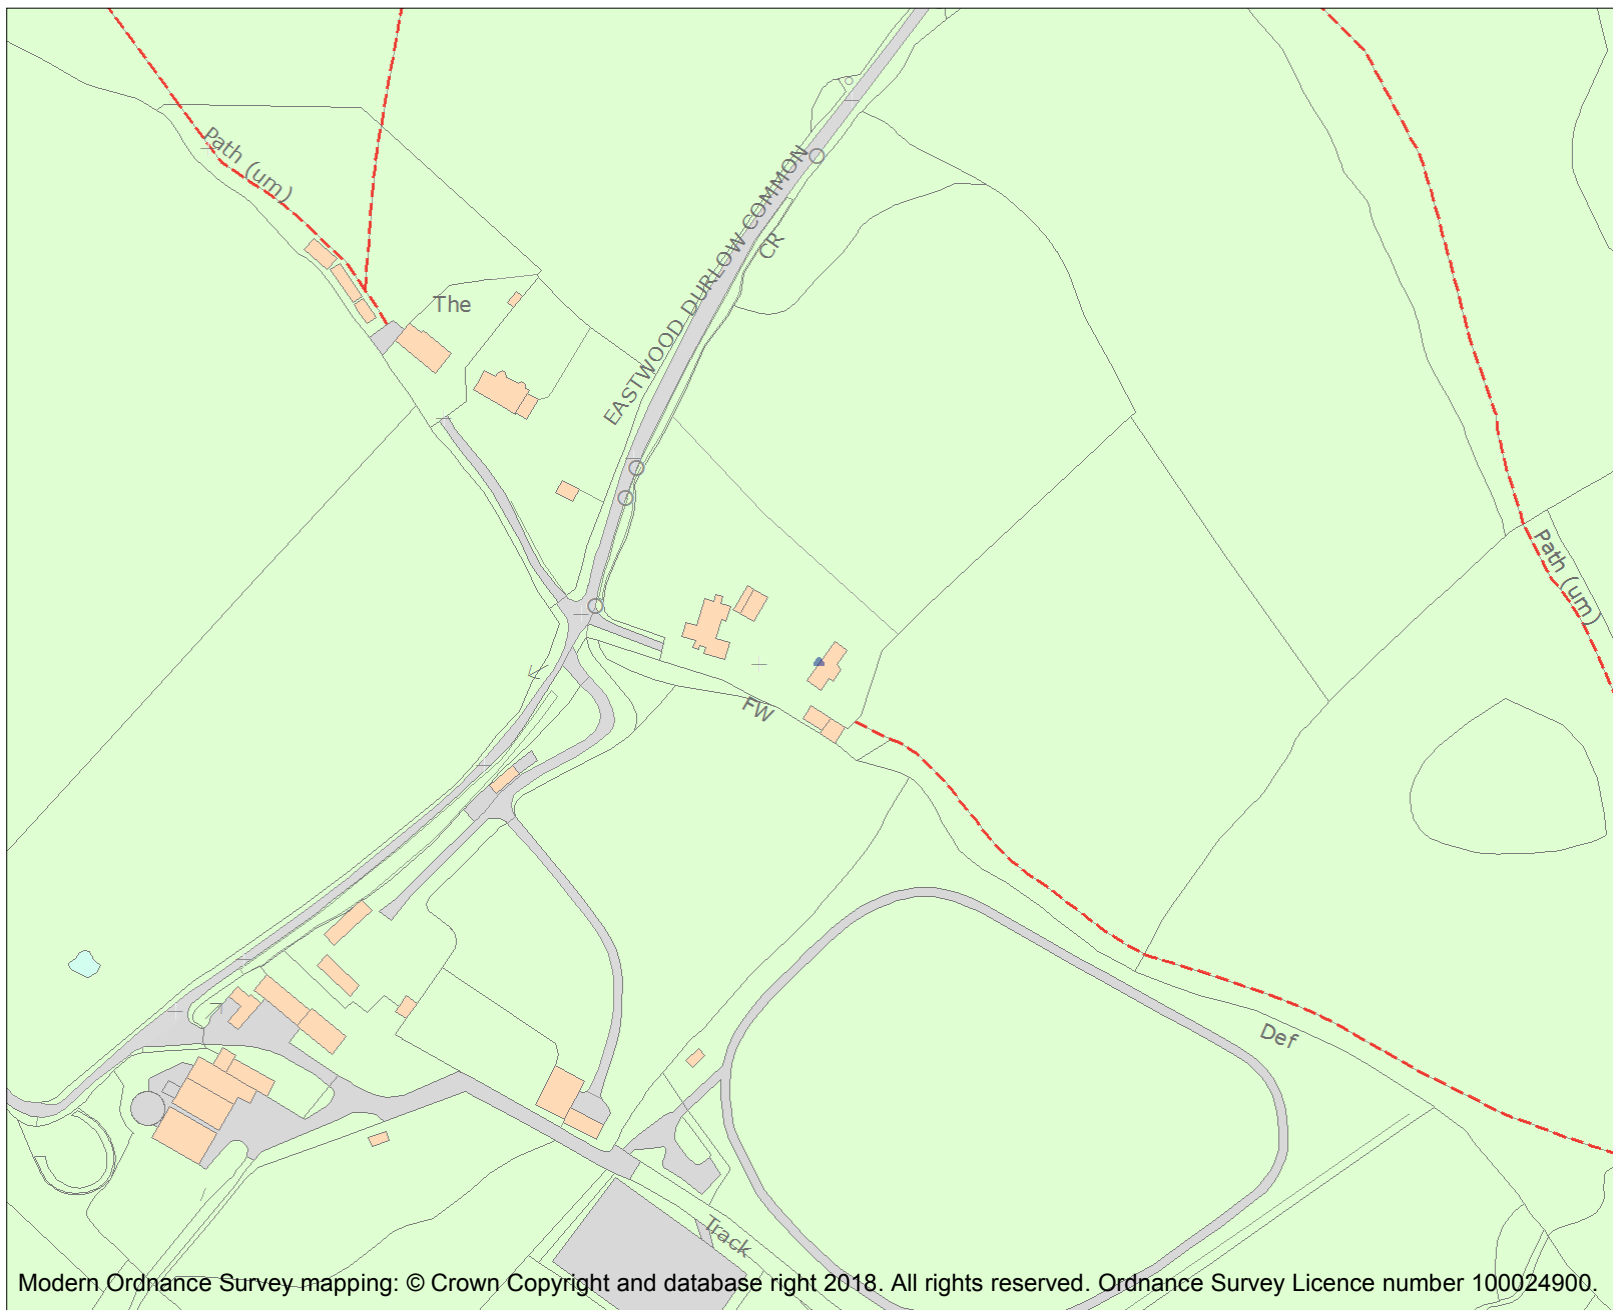 Path (um)
EASTWOOD DURLOW COMMON
CR
The
Path (um)
FW
Def
Track
Modern Ordnance Survey mapping: © Crown Copyright and database right 2018. All rights reserved. Ordnance Survey Licence number 100024900.